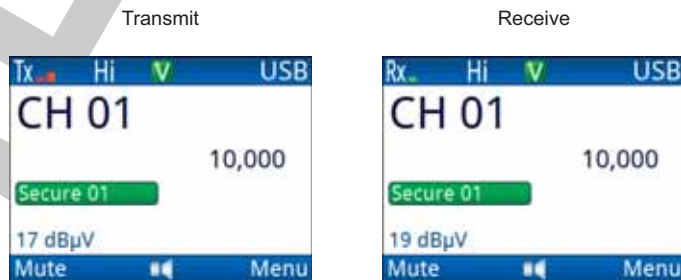 Transmit
Tx Hi V USB
CH 01
10,000
Secure 01
17 dBµV
Mute Menu
Receive
Rx Hi V USB
CH 01
10,000
Secure 01
19 dBµV
Mute Menu